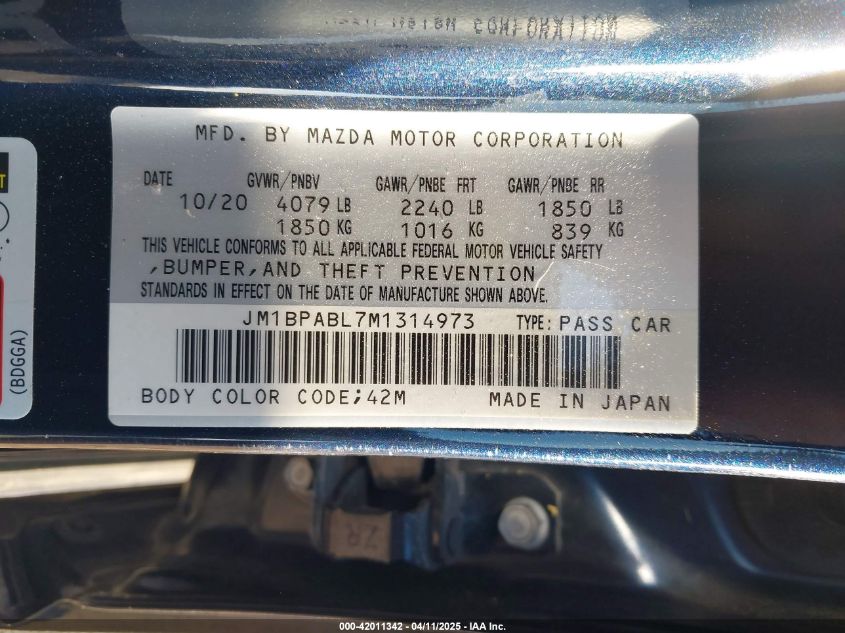 MFD. BY MAZDA MOTOR CORPORATION
DATE GVWR/PNBV GAWR/PNBE FRT GAWR/PNBE RR
10/20 4079 LB 2240 LB 1850 LB
1850 KG 1016 KG 839 KG
THIS VEHICLE CONFORMS TO ALL APPLICABLE FEDERAL MOTOR VEHICLE SAFETY
,BUMPER,AND THEFT PREVENTION
STANDARDS IN EFFECT ON THE DATE OF MANUFACTURE SHOWN ABOVE.
JM1BPABL7M1314973 TYPE: PASS CAR
BODY COLOR CODE;42M MADE IN JAPAN
(BDGGA)
ZR
000-42011342 - 04/11/2025 - IAA Inc.